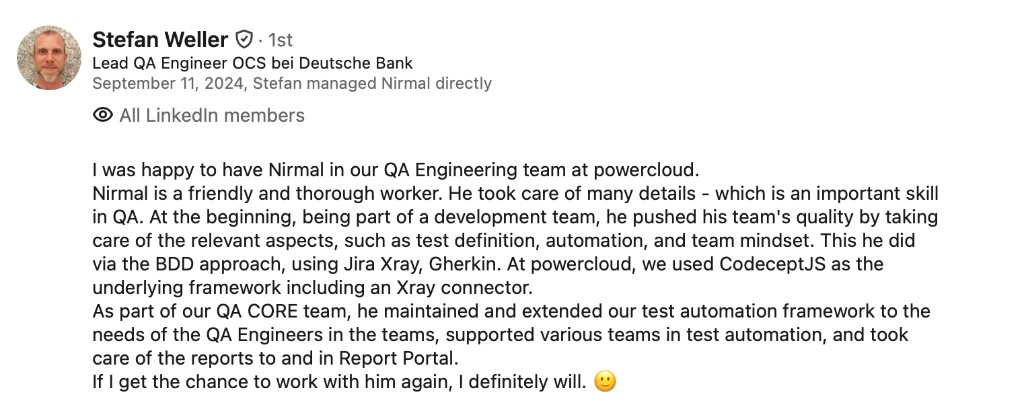 Stefan Weller · 1st
Lead QA Engineer OCS bei Deutsche Bank
September 11, 2024, Stefan managed Nirmal directly
All LinkedIn members
I was happy to have Nirmal in our QA Engineering team at powercloud.
Nirmal is a friendly and thorough worker. He took care of many details - which is an important skill
in QA. At the beginning, being part of a development team, he pushed his team's quality by taking
care of the relevant aspects, such as test definition, automation, and team mindset. This he did
via the BDD approach, using Jira Xray, Gherkin. At powercloud, we used CodeceptJS as the
underlying framework including an Xray connector.
As part of our QA CORE team, he maintained and extended our test automation framework to the
needs of the QA Engineers in the teams, supported various teams in test automation, and took
care of the reports to and in Report Portal.
If I get the chance to work with him again, I definitely will. 🙂